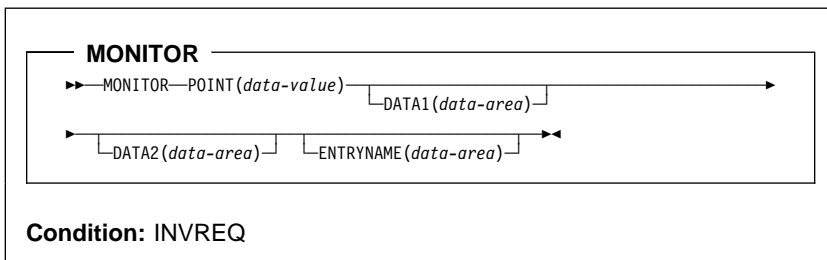 MONITOR
MONITOR POINT(data-value)
DATA1(data-area)
DATA2(data-area) ENTRYNAME(data-area)
Condition: INVREQ